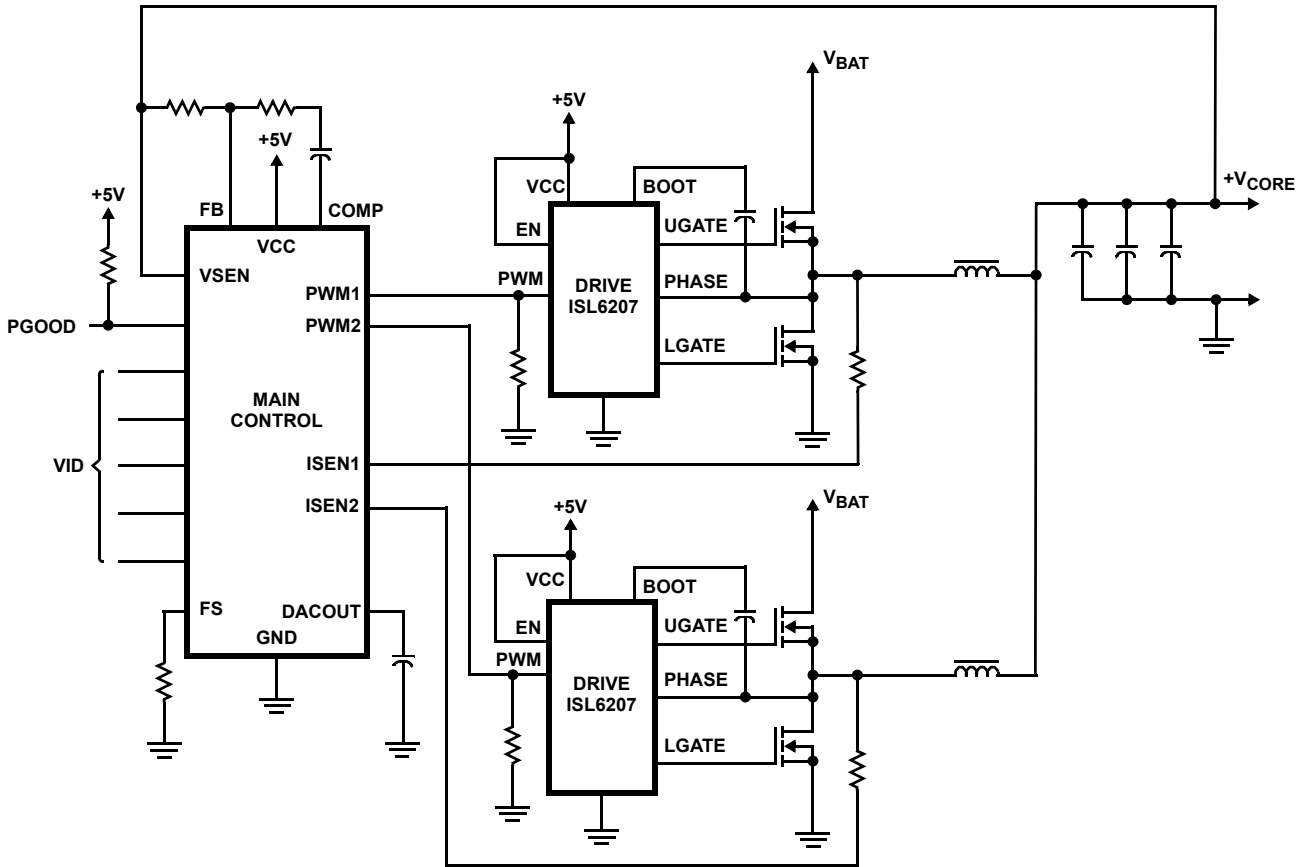 V_BAT
+5V
+5V
+5V
+V_CORE
FB
COMP
VCC
VSEN
PGOOD
PWM1
PWM2
MAIN
CONTROL
VID
ISEN1
ISEN2
FS
DACOUT
GND
VCC
BOOT
EN
UGATE
PWM
DRIVE
ISL6207
PHASE
LGATE
V_BAT
+5V
VCC
BOOT
EN
UGATE
PWM
DRIVE
ISL6207
PHASE
LGATE